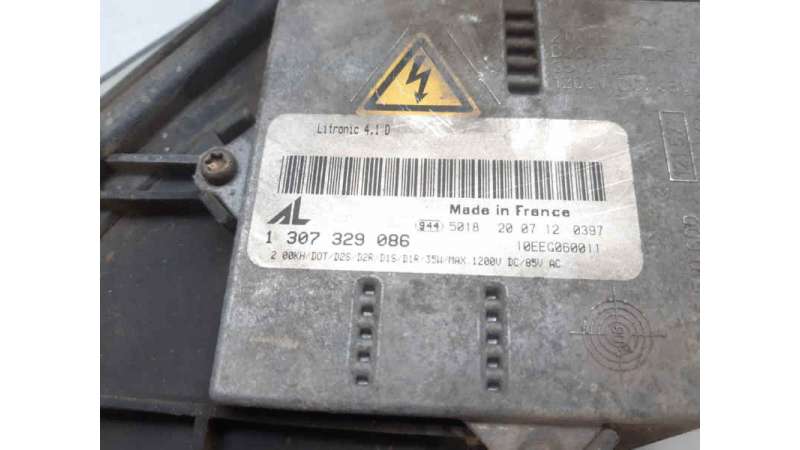 Litronic 4.1 D
AL
Made in France
944 5018 20 07 12 0397
1 307 329 086
10EEG060011
2.00KH/DOT/D2S/D2R/D1S/D1R/35W/MAX.1200V DC/85V AC